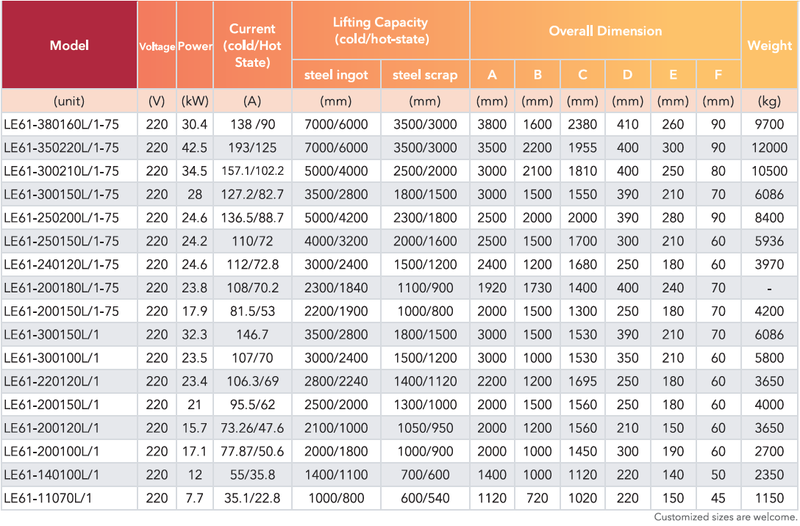 Model Voltage Power Current (cold/Hot State) Lifting Capacity (cold/hot-state) Overall Dimension Weight
steel ingot steel scrap A B C D E F
(unit) (V) (kW) (A) (mm) (mm) (mm) (mm) (mm) (mm) (mm) (mm) (kg)
LE61-380160L/1-75 220 30.4 138 /90 7000/6000 3500/3000 3800 1600 2380 410 260 90 9700
LE61-350220L/1-75 220 42.5 193/125 7000/6000 3500/3000 3500 2200 1955 400 300 90 12000
LE61-300210L/1-75 220 34.5 157.1/102.2 5000/4000 2500/2000 3000 2100 1810 400 250 80 10500
LE61-300150L/1-75 220 28 127.2/82.7 3500/2800 1800/1500 3000 1500 1550 390 210 70 6086
LE61-250200L/1-75 220 24.6 136.5/88.7 5000/4000 2300/1800 2500 2000 2000 390 280 90 8400
LE61-250150L/1-75 220 24.2 110/72 4000/3200 2000/1600 2500 1500 1700 300 210 60 5936
LE61-240120L/1-75 220 24.6 112/72.8 3000/2400 1500/1200 2400 1200 1680 250 180 60 3970
LE61-200180L/1-75 220 23.8 108/70.2 2300/1840 1100/900 1920 1730 1400 400 240 70 -
LE61-200150L/1-75 220 17.9 81.5/53 2200/1900 1000/800 2000 1500 1300 250 180 70 4200
LE61-300150L/1 220 32.3 146.7 3500/2800 1800/1500 3000 1500 1530 390 210 70 6086
LE61-300100L/1 220 23.5 107/70 3000/2400 1500/1200 3000 1000 1530 350 210 60 5800
LE61-220120L/1 220 23.4 106.3/69 2800/2240 1400/1120 2200 1200 1695 250 180 60 3650
LE61-200150L/1 220 21 95.5/62 2500/2000 1300/1000 2000 1500 1560 250 180 60 4000
LE61-200120L/1 220 15.7 73.26/47.6 2100/1000 1050/950 2000 1200 1560 210 150 60 3650
LE61-200100L/1 220 17.1 77.87/50.6 2000/1800 1000/900 2000 1000 1450 300 190 60 2700
LE61-140100L/1 220 12 55/35.8 1400/1100 700/600 1400 1000 1120 220 140 50 2350
LE61-11070L/1 220 7.7 35.1/22.8 1000/800 600/540 1120 720 1020 220 150 45 1150
Customized sizes are welcome.